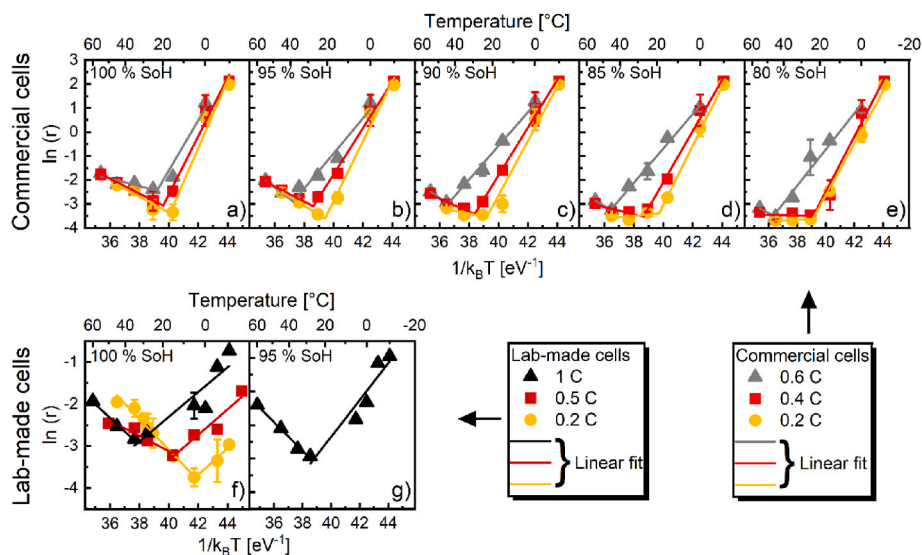 Temperature [°C]
60 40 20 0 60 40 20 0 60 40 20 0 60 40 20 0 60 40 20 0 -20
Commercial cells
ln (r)
3
2
1
0
-1
-2
-3
-4
100 % SoH 95 % SoH 90 % SoH 85 % SoH 80 % SoH
a) b) c) d) e)
36 38 40 42 44 36 38 40 42 44 36 38 40 42 44 36 38 40 42 44 36 38 40 42 44
1/kBT [eV⁻¹]
Temperature [°C]
60 40 20 0 60 40 20 0 -20
Lab-made cells
ln (r)
-1
-2
-3
-4
100 % SoH 95 % SoH
f) g)
36 38 40 42 44 36 38 40 42 44
1/kBT [eV⁻¹]
Lab-made cells
1 C
0.5 C
0.2 C
} Linear fit
Commercial cells
0.6 C
0.4 C
0.2 C
} Linear fit